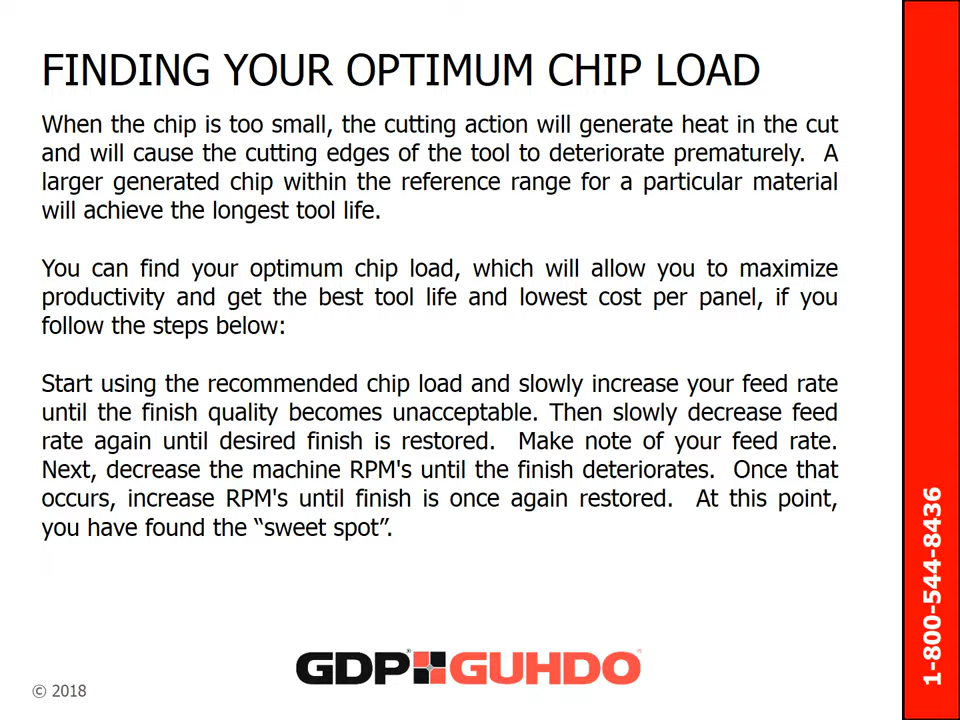 FINDING YOUR OPTIMUM CHIP LOAD
When the chip is too small, the cutting action will generate heat in the cut
and will cause the cutting edges of the tool to deteriorate prematurely. A
larger generated chip within the reference range for a particular material
will achieve the longest tool life.
You can find your optimum chip load, which will allow you to maximize
productivity and get the best tool life and lowest cost per panel, if you
follow the steps below:
Start using the recommended chip load and slowly increase your feed rate
until the finish quality becomes unacceptable. Then slowly decrease feed
rate again until desired finish is restored. Make note of your feed rate.
Next, decrease the machine RPM's until the finish deteriorates. Once that
occurs, increase RPM's until finish is once again restored. At this point,
you have found the “sweet spot”.
1-800-544-8436
GDP® GUHDO®
© 2018